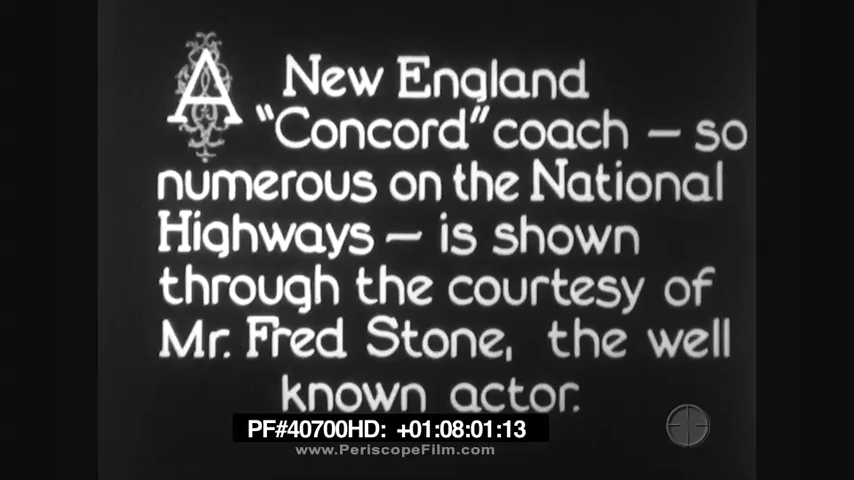 A New England
"Concord" coach — so
numerous on the National
Highways — is shown
through the courtesy of
Mr. Fred Stone, the well
known actor.
PF#40700HD: +01:08:01:13
www.PeriscopeFilm.com